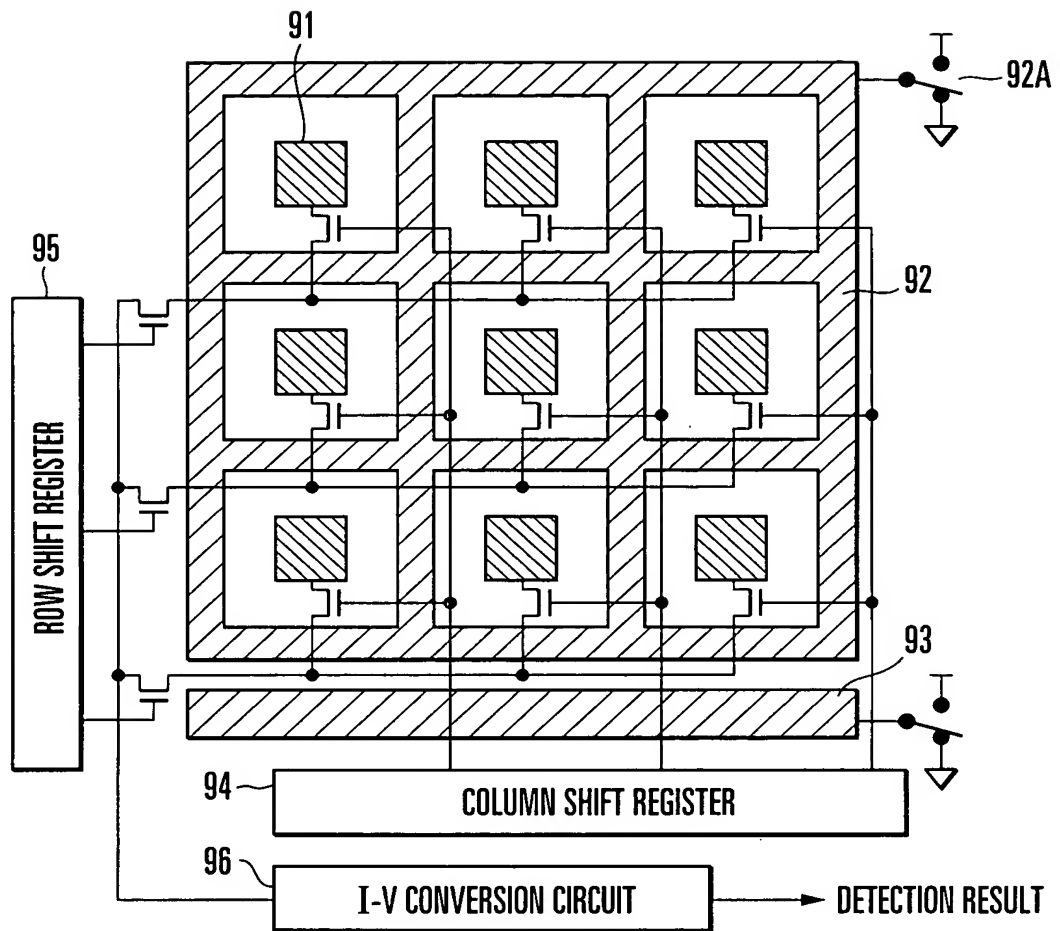 91
92A
95
92
ROW SHIFT REGISTER
93
94
COLUMN SHIFT REGISTER
96
I-V CONVERSION CIRCUIT
DETECTION RESULT